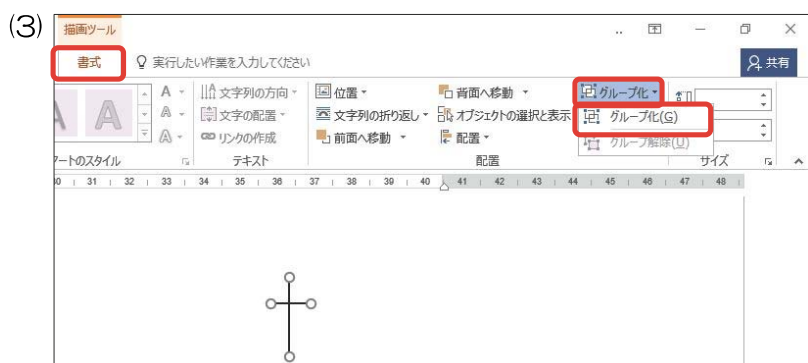 (3)
描画ツール
書式 実行したい作業を入力してください 共有
A 文字列の方向 位置 背面へ移動 グループ化
A A A 文字の配置 文字列の折り返し オブジェクトの選択と表示 グループ化(G)
A リンクの作成 前面へ移動 配置 グループ解除(U)
アートのスタイル テキスト 配置 サイズ
31 32 33 34 35 36 37 38 39 40 41 42 43 44 45 46 47 48